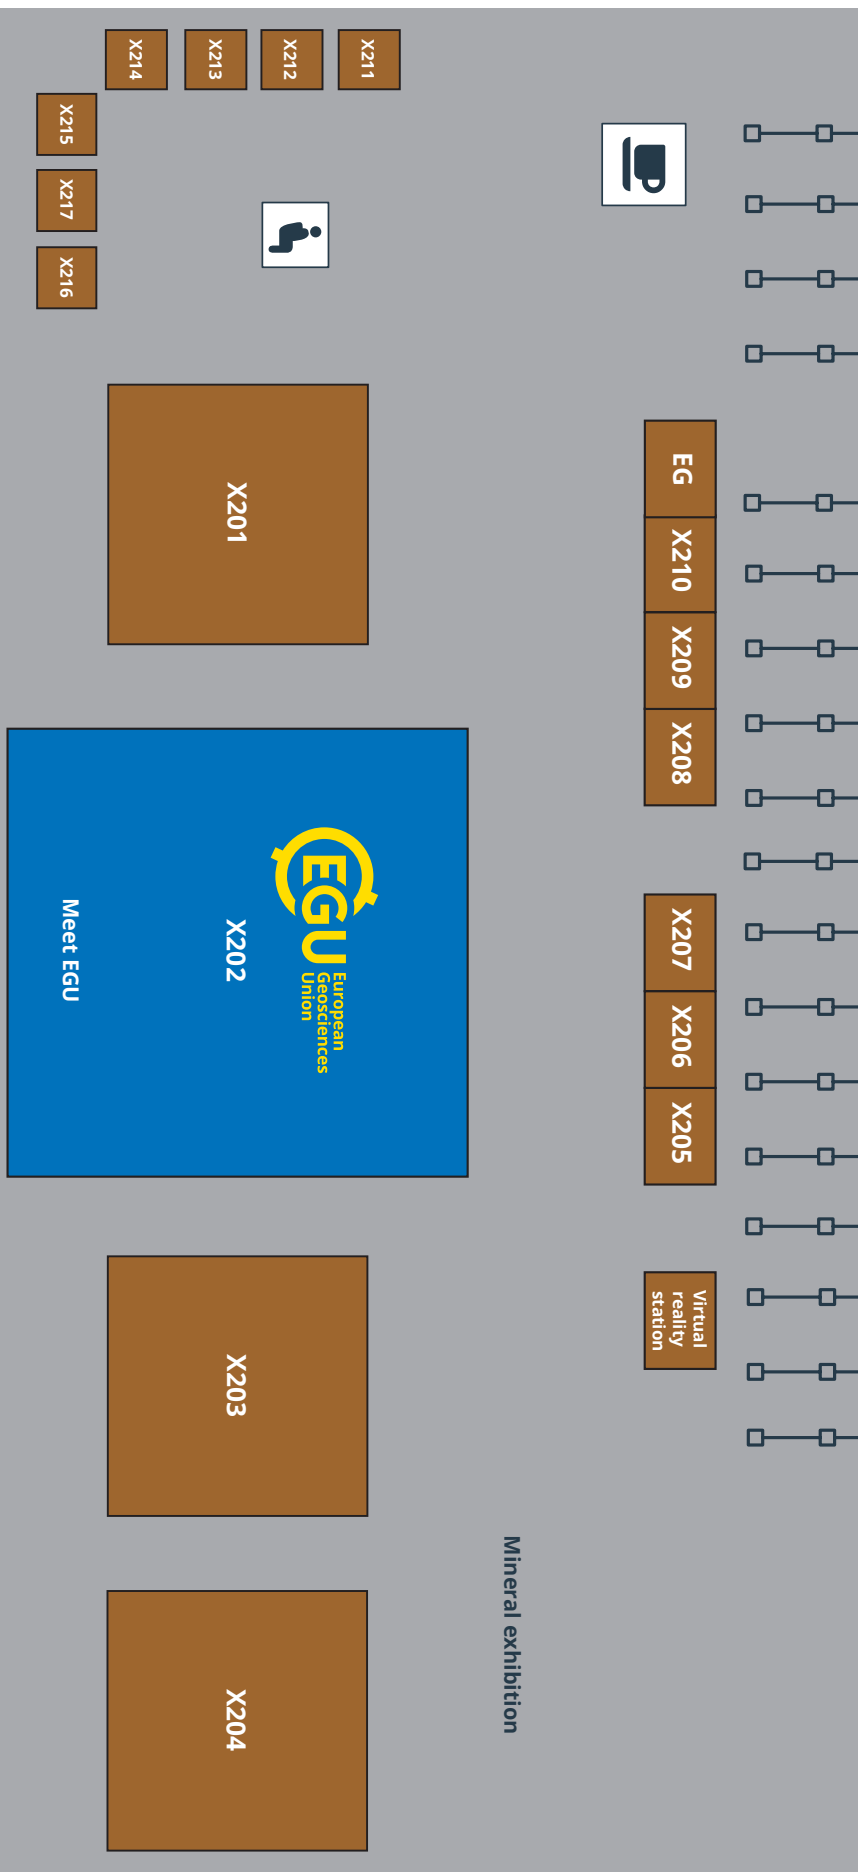 X214
X213
X212
X211
X215
X217
X216
X201
EG
X210
X209
X208
EGU
European
Geosciences
Union
X202
Meet EGU
X207
X206
X205
Virtual
reality
station
X203
Mineral exhibition
X204